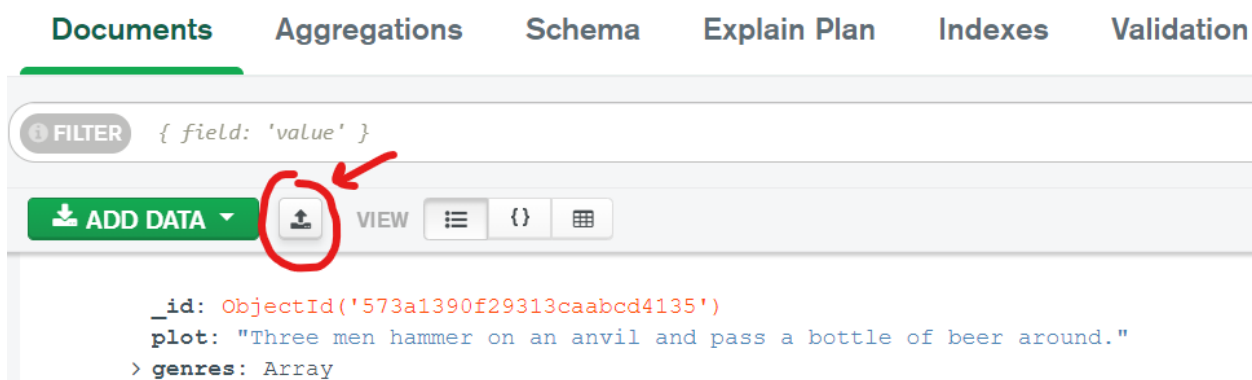 Documents Aggregations Schema Explain Plan Indexes Validation
FILTER { field: 'value' }
ADD DATA VIEW {}
_id: ObjectId('573a1390f29313caabcd4135')
plot: "Three men hammer on an anvil and pass a bottle of beer around."
> genres: Array